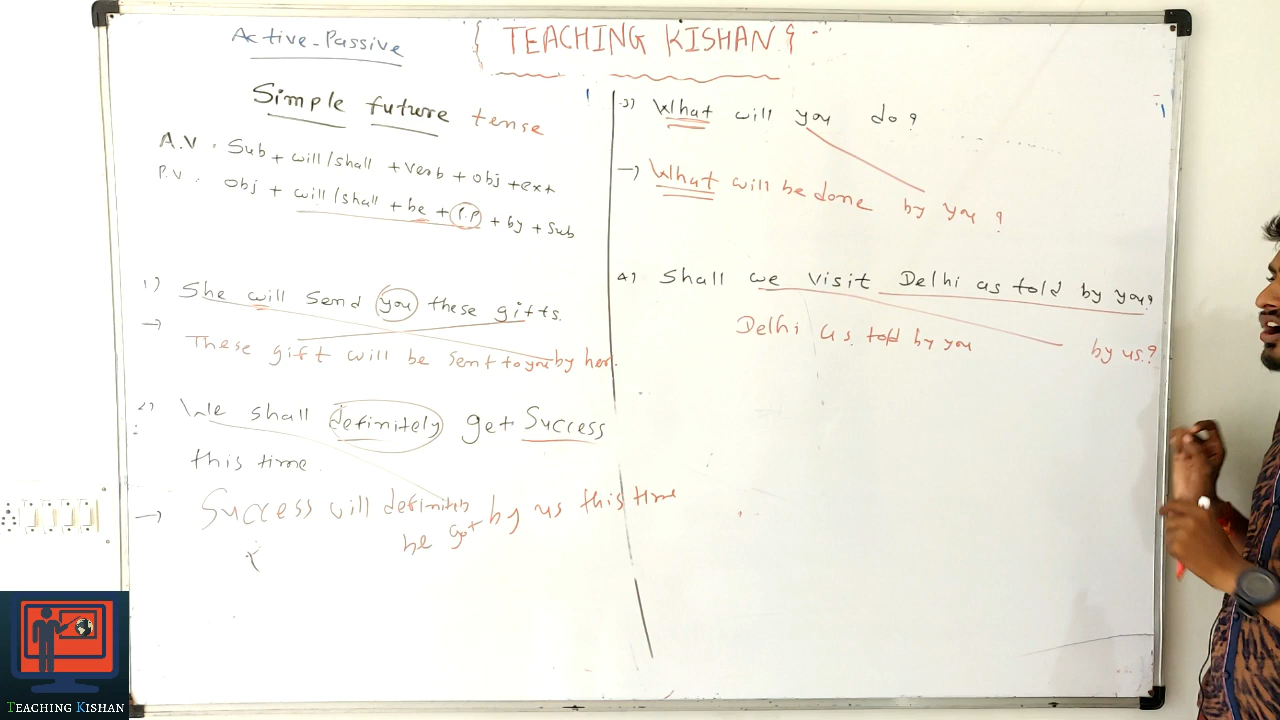 Active-Passive
{ TEACHING KISHAN }
Simple future tense
A.V. Sub + will/shall + verb + obj + ext
P.V. Obj + will/shall + be + P.P + by + Sub
1) She will send you these gifts.
→ These gift will be sent to you by her.
2) We shall definitely get Success
this time.
→ Success will definitely by us this time
be got
3) What will you do?
→ What will be done by you?
4) Shall we visit Delhi as told by you?
Delhi as told by you by us?
TEACHING KISHAN